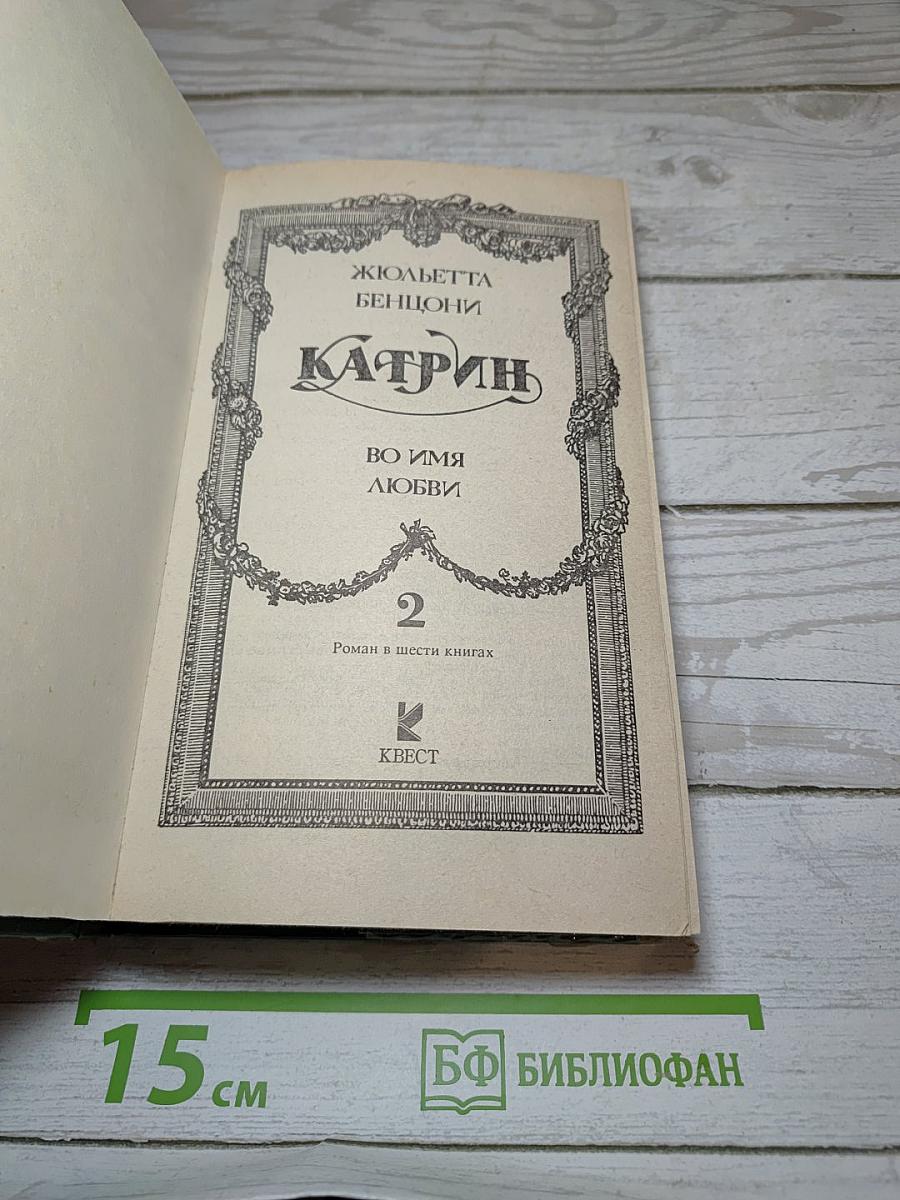 ЖЮЛЬЕТТА
БЕНЦОНИ
КАТРИН
ВО ИМЯ
ЛЮБВИ
2
Роман в шести книгах
КВЕСТ
15 см
БФ БИБЛИОФАН